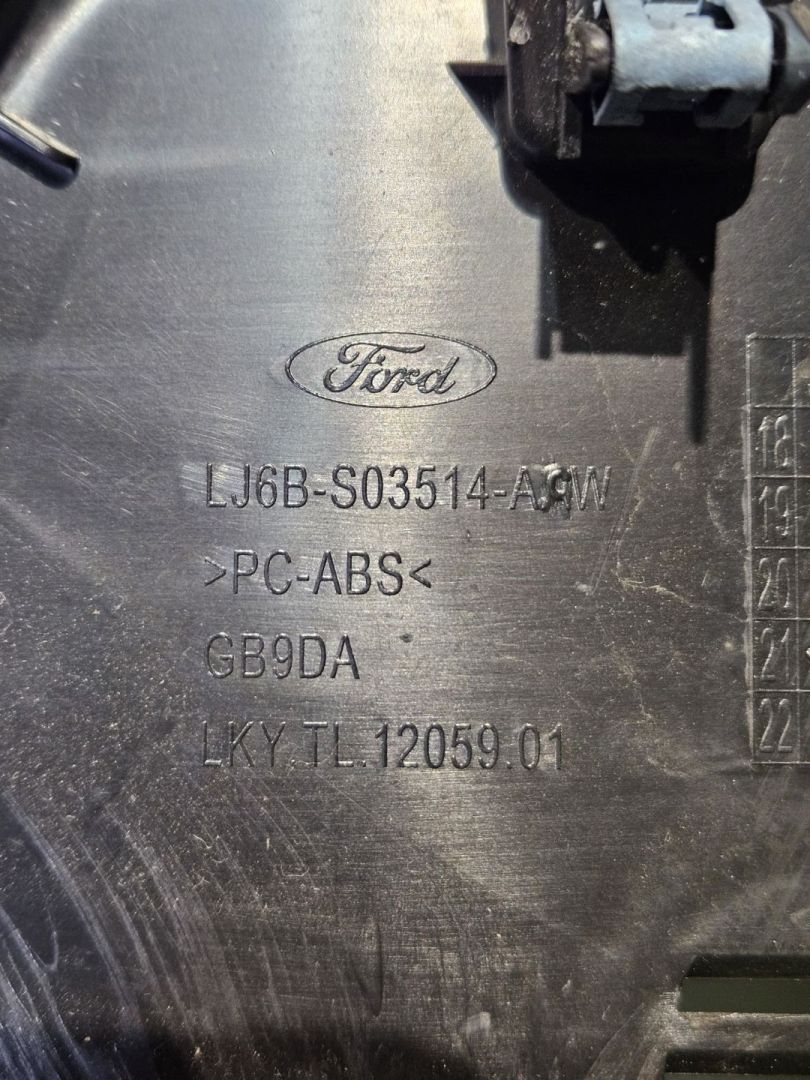 Ford
LJ6B-S03514-
>PC-ABS<
GB9DA
LKY.TL.12059.01
18
19
20
21
22